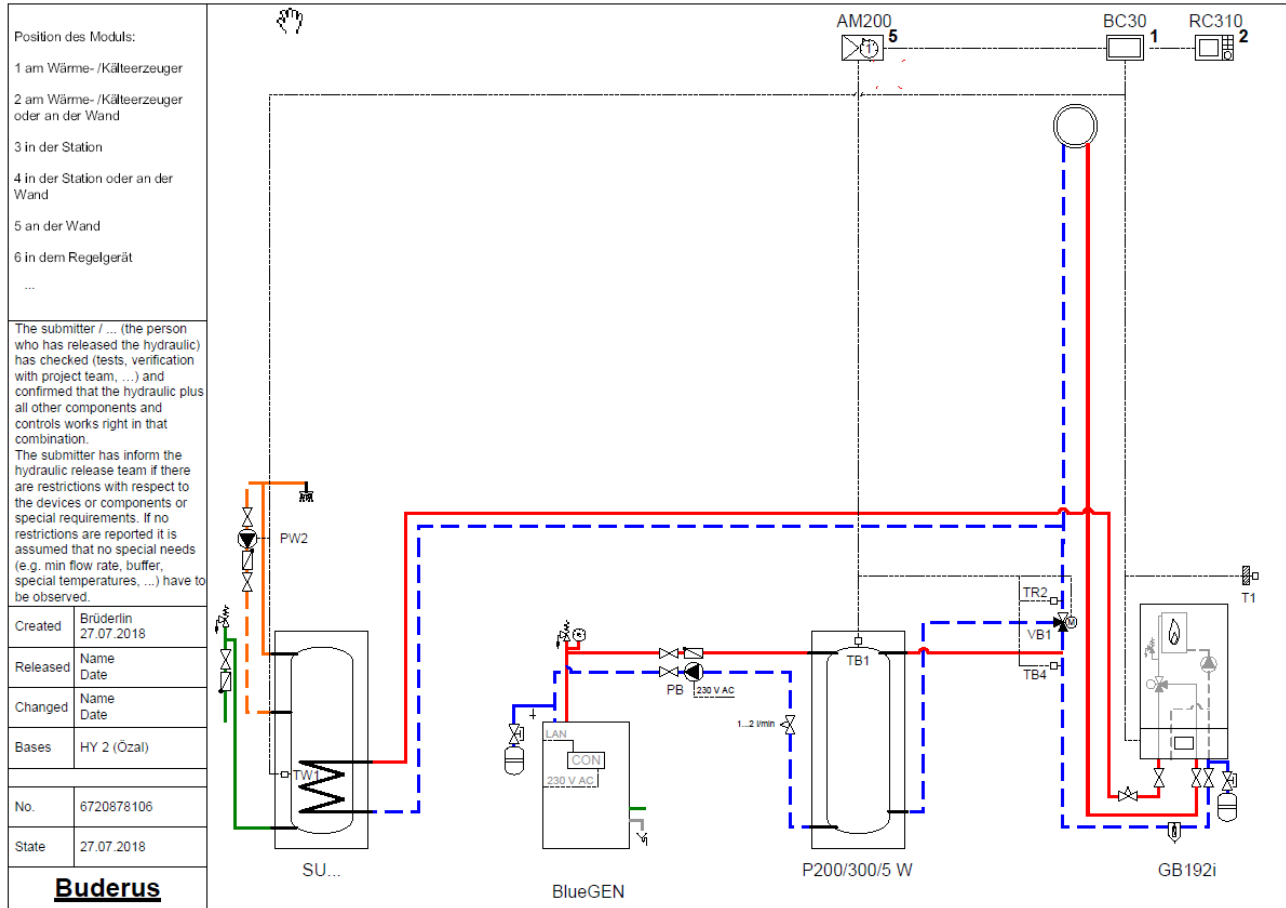 Position des Moduls:
1 am Wärme- /Kälteerzeuger
2 am Wärme- /Kälteerzeuger
oder an der Wand
3 in der Station
4 in der Station oder an der
Wand
5 an der Wand
6 in dem Regelgerät
...
The submitter / ... (the person
who has released the hydraulic)
has checked (tests, verification
with project team, ...) and
confirmed that the hydraulic plus
all other components and
controls works right in that
combination.
The submitter has inform the
hydraulic release team if there
are restrictions with respect to
the devices or components or
special requirements. If no
restrictions are reported it is
assumed that no special needs
(e.g. min flow rate, buffer,
special temperatures, ...) have to
be observed.
Created Brüderlin
27.07.2018
Released Name
Date
Changed Name
Date
Bases HY 2 (Özal)
No. 6720878106
State 27.07.2018
Buderus
AM200
5
1
BC30
1
RC310
2
PW2
TW1
SU...
LAN
CON
230 V AC
BlueGEN
PB
230 V AC
1...2 l/min
TB1
P200/300/5 W
TR2
VB1
M
TB4
T1
GB192i